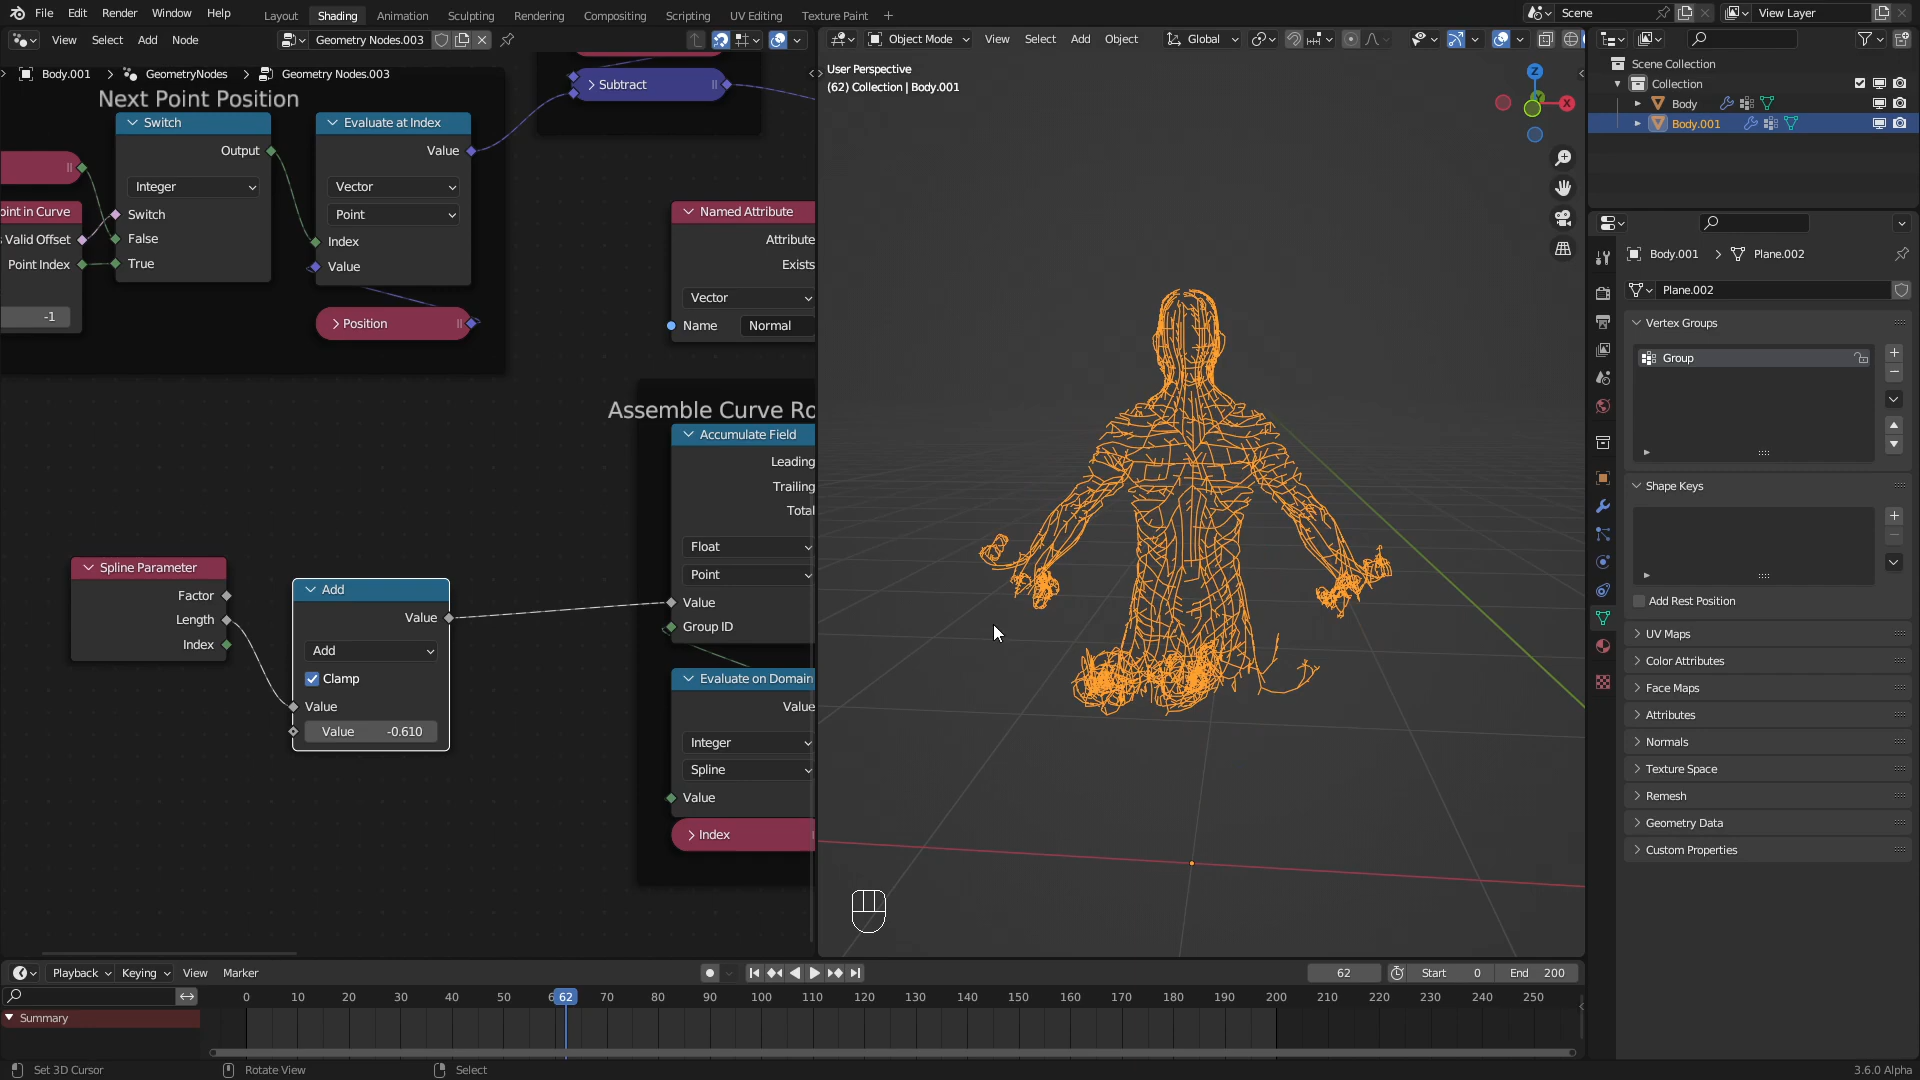 File Edit Render Window Help Layout Shading Animation Sculpting Rendering Compositing Scripting UV Editing Texture Paint + Scene View Layer
View Select Add Node Geometry Nodes.003 Object Mode View Select Add Object Global
Body.001 > GeometryNodes > Geometry Nodes.003
Next Point Position
Switch
Output
Integer
Switch
False
True
oint in Curve
s Valid Offset
Point Index
-1
Evaluate at Index
Value
Vector
Point
Index
Value
Position
Subtract
Named Attribute
Attribute
Exists
Vector
Name Normal
Assemble Curve Ro
Accumulate Field
Leading
Trailing
Total
Float
Point
Value
Group ID
Evaluate on Domain
Value
Integer
Spline
Value
Index
Spline Parameter
Factor
Length
Index
Add
Value
Add
Clamp
Value
Value -0.610
User Perspective
(62) Collection | Body.001
Z
X
Scene Collection
Collection
Body
Body.001
Body.001 > Plane.002
Plane.002
Vertex Groups
Group
Shape Keys
Add Rest Position
UV Maps
Color Attributes
Face Maps
Attributes
Normals
Texture Space
Remesh
Geometry Data
Custom Properties
Playback Keying View Marker 62 Start 0 End 200
0 10 20 30 40 50 62 70 80 90 100 110 120 130 140 150 160 170 180 190 200 210 220 230 240 250
Summary
Set 3D Cursor Rotate View Select 3.6.0 Alpha